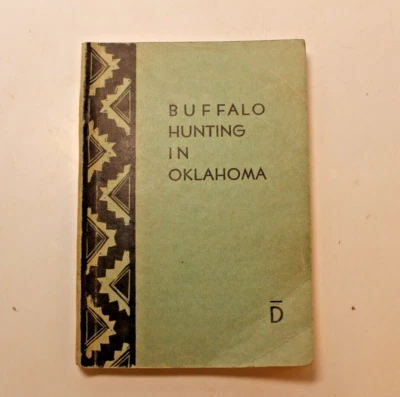 BUFFALO
HUNTING
IN
OKLAHOMA
D̅